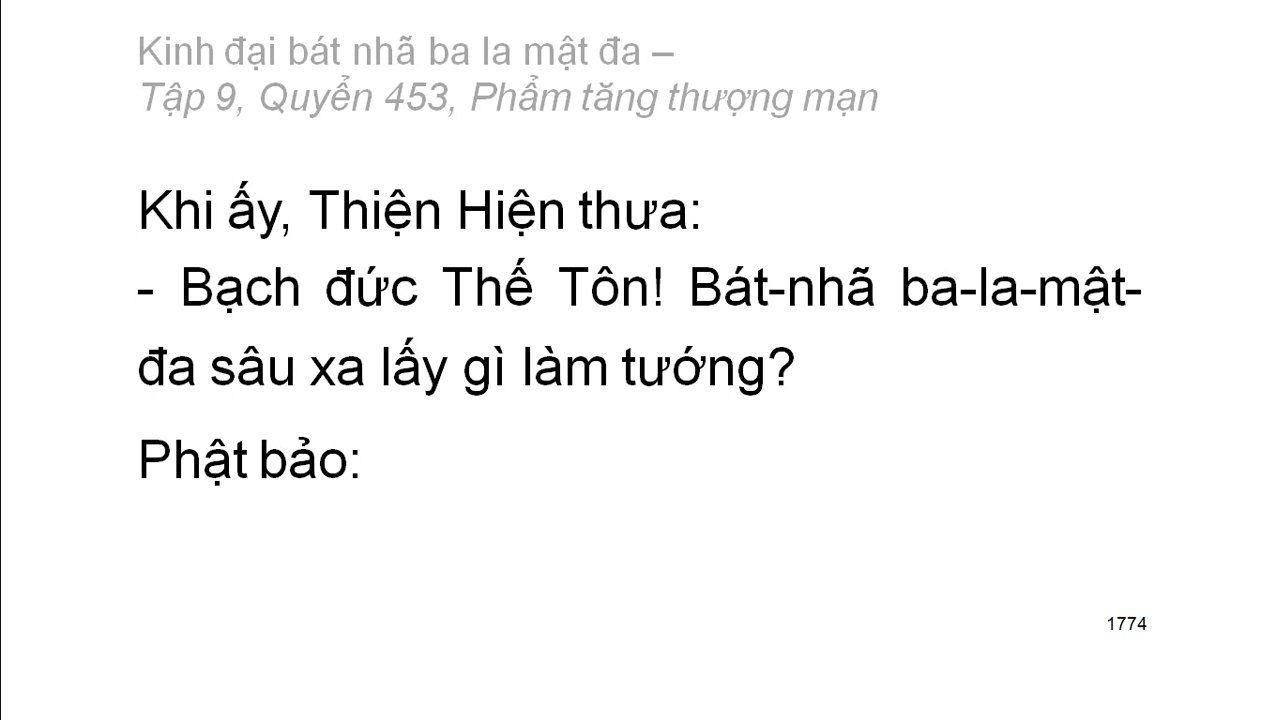 Kinh đại bát nhã ba la mật đa –
Tập 9, Quyển 453, Phẩm tăng thượng mạn
Khi ấy, Thiện Hiện thưa:
- Bạch đức Thế Tôn! Bát-nhã ba-la-mật-
đa sâu xa lấy gì làm tướng?
Phật bảo:
1774